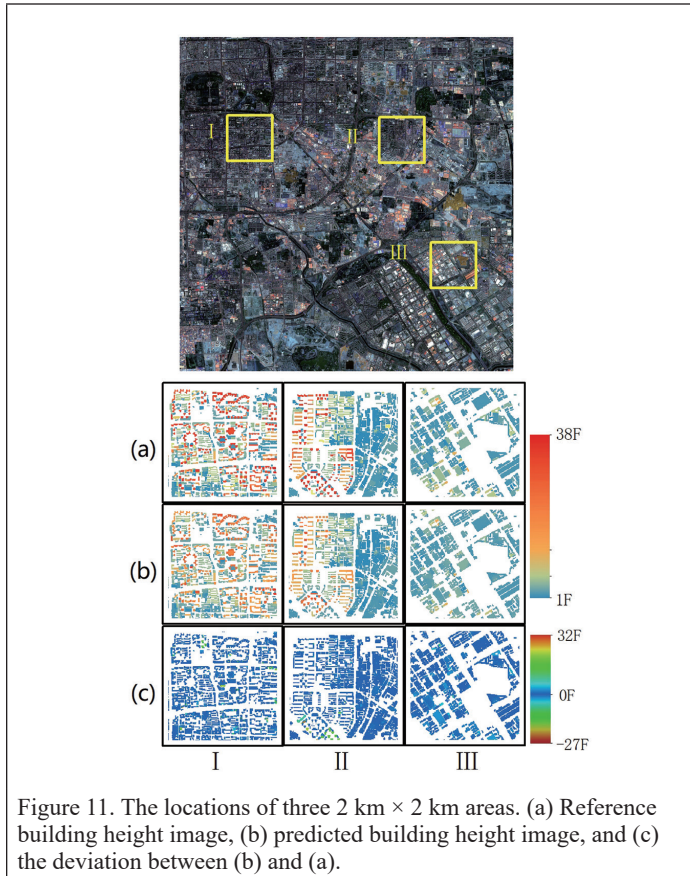 I
II
III
(a)
38F
(b)
1F
32F
(c)
0F
-27F
I
II
III
Figure 11. The locations of three 2 km × 2 km areas. (a) Reference
building height image, (b) predicted building height image, and (c)
the deviation between (b) and (a).